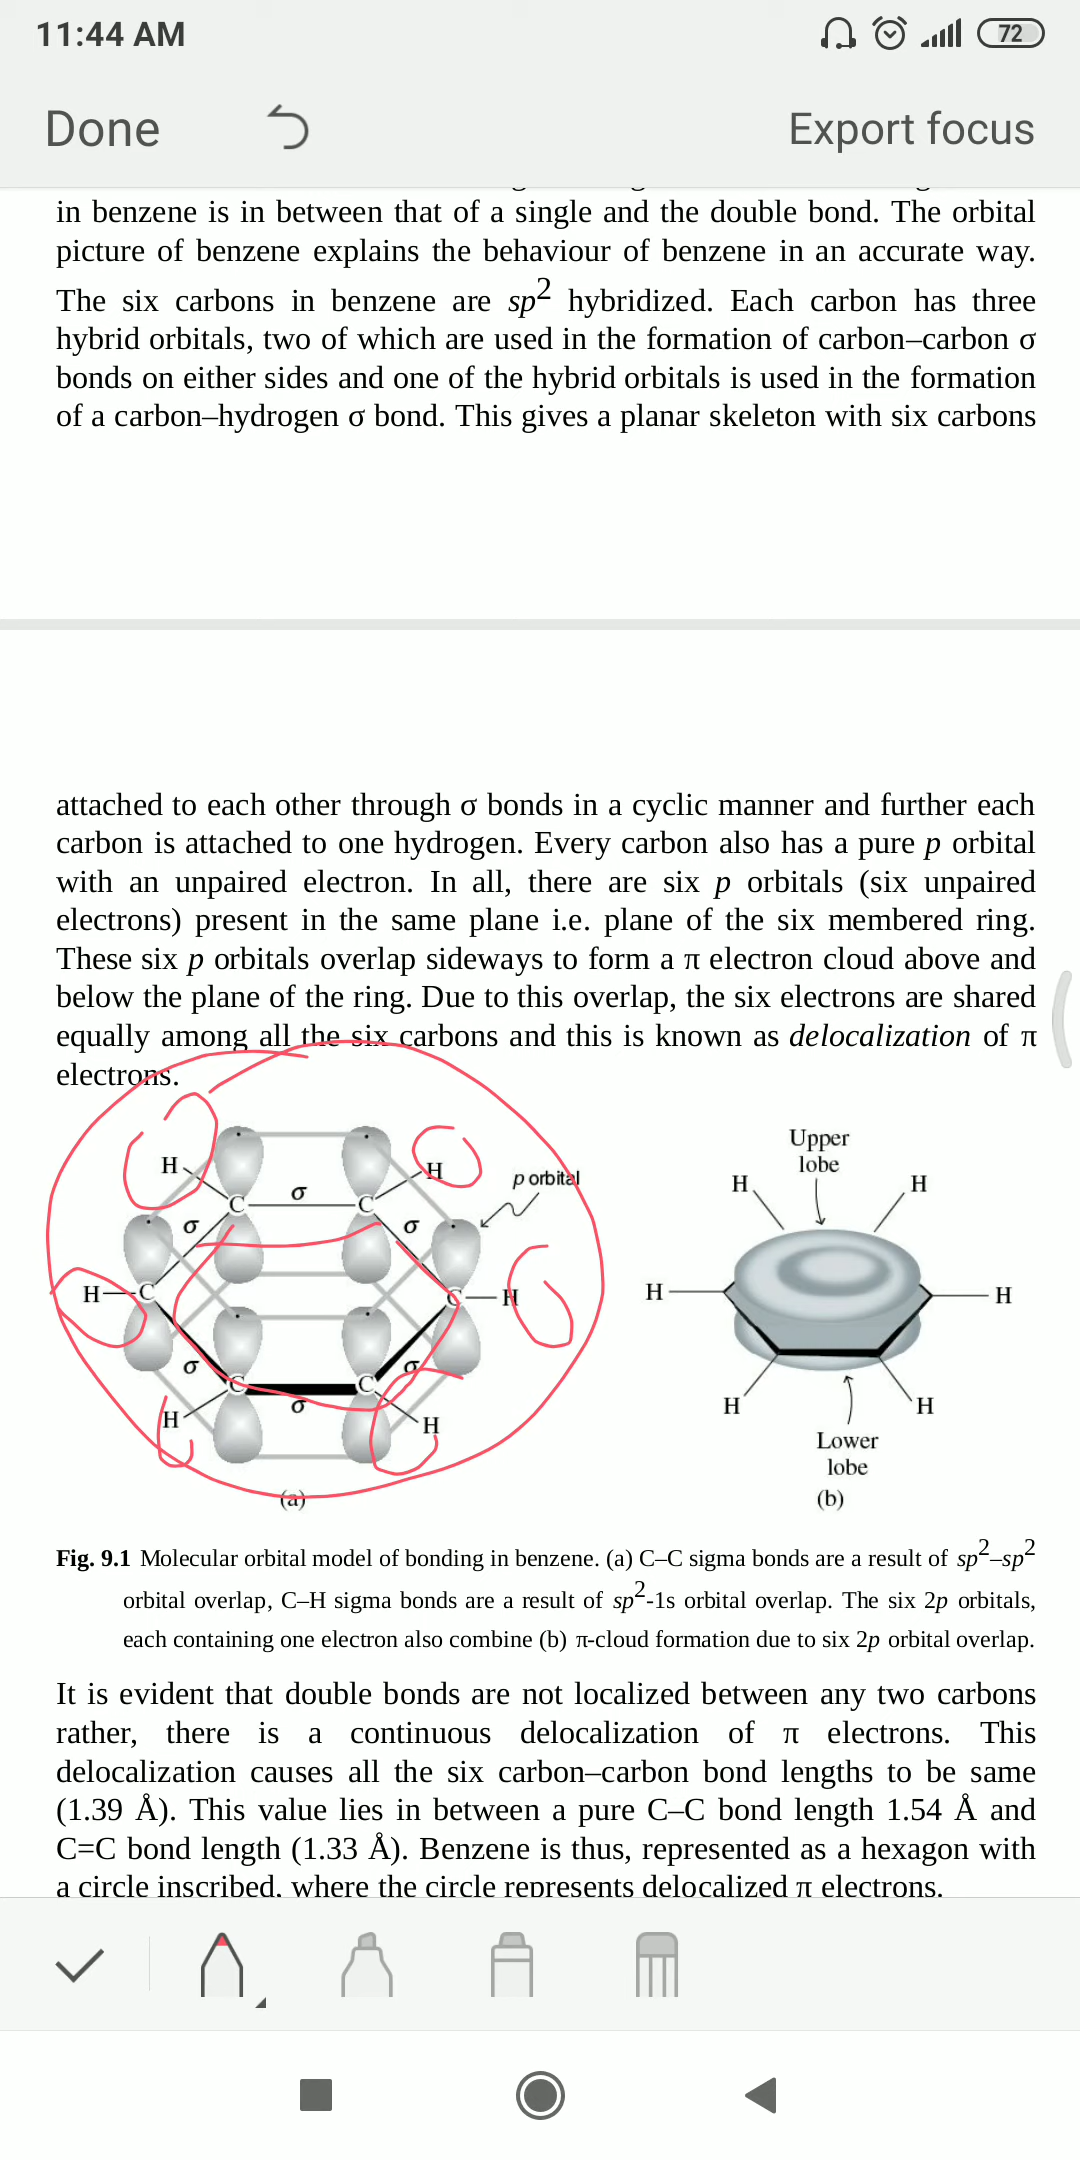 11:44 AM
72
Done
Export focus
in benzene is in between that of a single and the double bond. The orbital
picture of benzene explains the behaviour of benzene in an accurate way.
The six carbons in benzene are sp² hybridized. Each carbon has three
hybrid orbitals, two of which are used in the formation of carbon–carbon σ
bonds on either sides and one of the hybrid orbitals is used in the formation
of a carbon–hydrogen σ bond. This gives a planar skeleton with six carbons
attached to each other through σ bonds in a cyclic manner and further each
carbon is attached to one hydrogen. Every carbon also has a pure p orbital
with an unpaired electron. In all, there are six p orbitals (six unpaired
electrons) present in the same plane i.e. plane of the six membered ring.
These six p orbitals overlap sideways to form a π electron cloud above and
below the plane of the ring. Due to this overlap, the six electrons are shared
equally among all the six carbons and this is known as delocalization of π
electrons.
H H
p orbital
C σ C
σ σ
H C C H
σ σ
C C
σ
H H
(a)
Upper
lobe
H H
H H
H H
Lower
lobe
(b)
Fig. 9.1 Molecular orbital model of bonding in benzene. (a) C–C sigma bonds are a result of sp²–sp²
orbital overlap, C–H sigma bonds are a result of sp²-1s orbital overlap. The six 2p orbitals,
each containing one electron also combine (b) π-cloud formation due to six 2p orbital overlap.
It is evident that double bonds are not localized between any two carbons
rather, there is a continuous delocalization of π electrons. This
delocalization causes all the six carbon–carbon bond lengths to be same
(1.39 Å). This value lies in between a pure C–C bond length 1.54 Å and
C=C bond length (1.33 Å). Benzene is thus, represented as a hexagon with
a circle inscribed, where the circle represents delocalized π electrons.